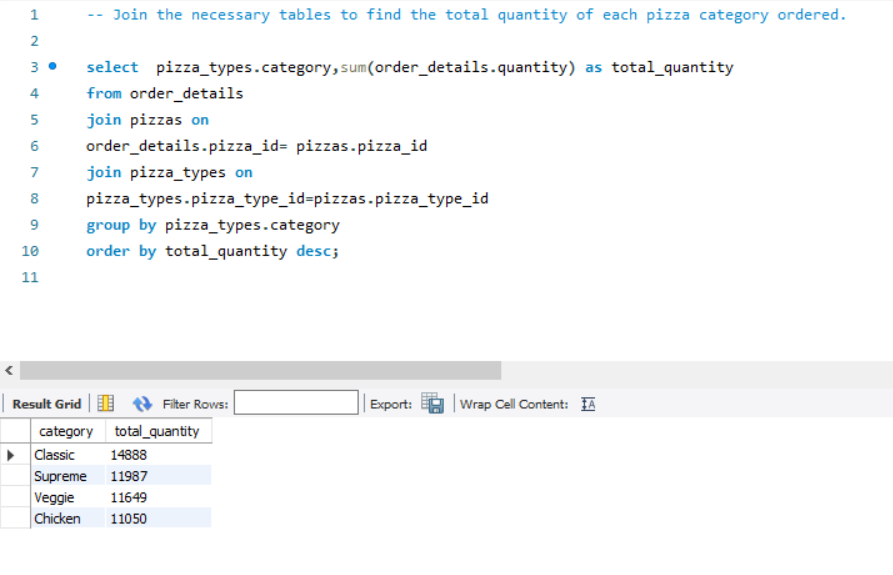 1 -- Join the necessary tables to find the total quantity of each pizza category ordered.
2
3 select  pizza_types.category,sum(order_details.quantity) as total_quantity
4 from order_details
5 join pizzas on
6 order_details.pizza_id= pizzas.pizza_id
7 join pizza_types on
8 pizza_types.pizza_type_id=pizzas.pizza_type_id
9 group by pizza_types.category
10 order by total_quantity desc;
11
Result Grid Filter Rows: Export: Wrap Cell Content: IA
category total_quantity
Classic 14888
Supreme 11987
Veggie 11649
Chicken 11050